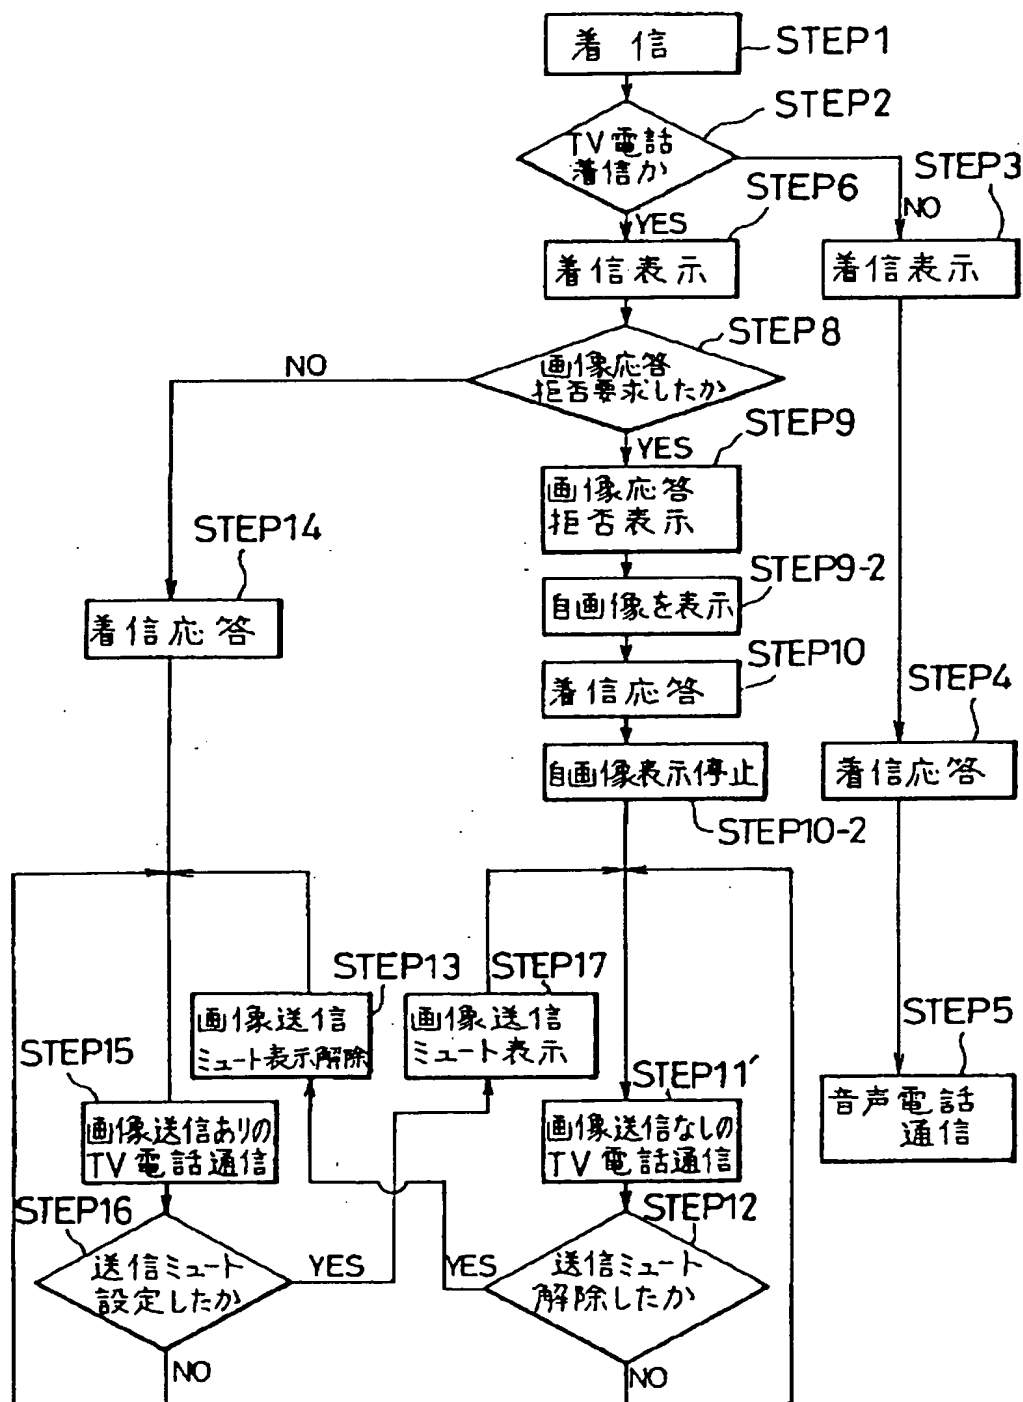 着信
STEP1
TV電話
着信か
STEP2
YES
NO
STEP6
着信表示
STEP3
着信表示
画像応答
拒否要求したか
STEP8
NO
YES
STEP9
画像応答
拒否表示
STEP14
着信応答
STEP9-2
自画像を表示
STEP10
着信応答
STEP4
着信応答
自画像表示停止
STEP10-2
STEP13
画像送信
ミュート表示解除
STEP17
画像送信
ミュート表示
STEP5
音声電話
通信
STEP15
画像送信ありの
TV電話通信
STEP11′
画像送信なしの
TV電話通信
STEP16
送信ミュート
設定したか
YES
NO
STEP12
送信ミュート
解除したか
YES
NO